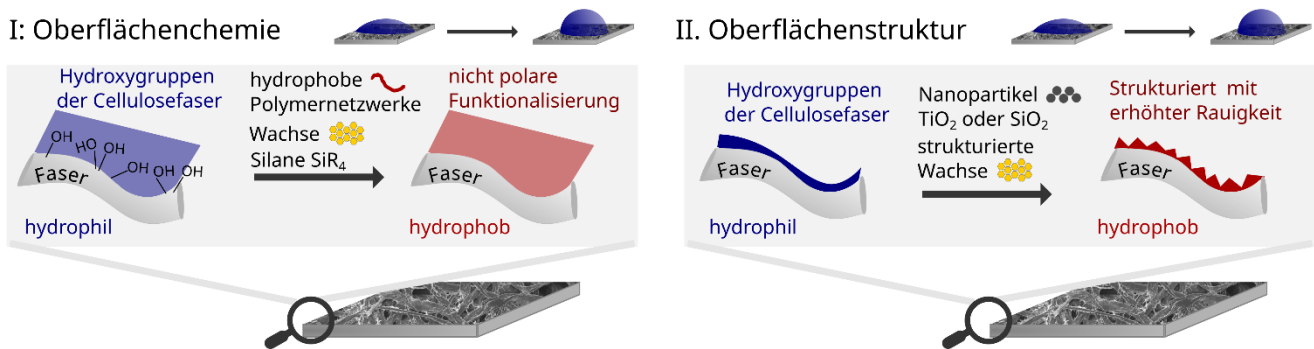 I: Oberflächenchemie
Hydroxygruppen
der Cellulosefaser
OH
HO
OH
OH
OH
OH
Faser
hydrophil
hydrophobe
Polymernetzwerke
Wachse
Silane SiR₄
nicht polare
Funktionalisierung
Faser
hydrophob
II. Oberflächenstruktur
Hydroxygruppen
der Cellulosefaser
Faser
hydrophil
Nanopartikel
TiO₂ oder SiO₂
strukturierte
Wachse
Strukturiert mit
erhöhter Rauigkeit
Faser
hydrophob